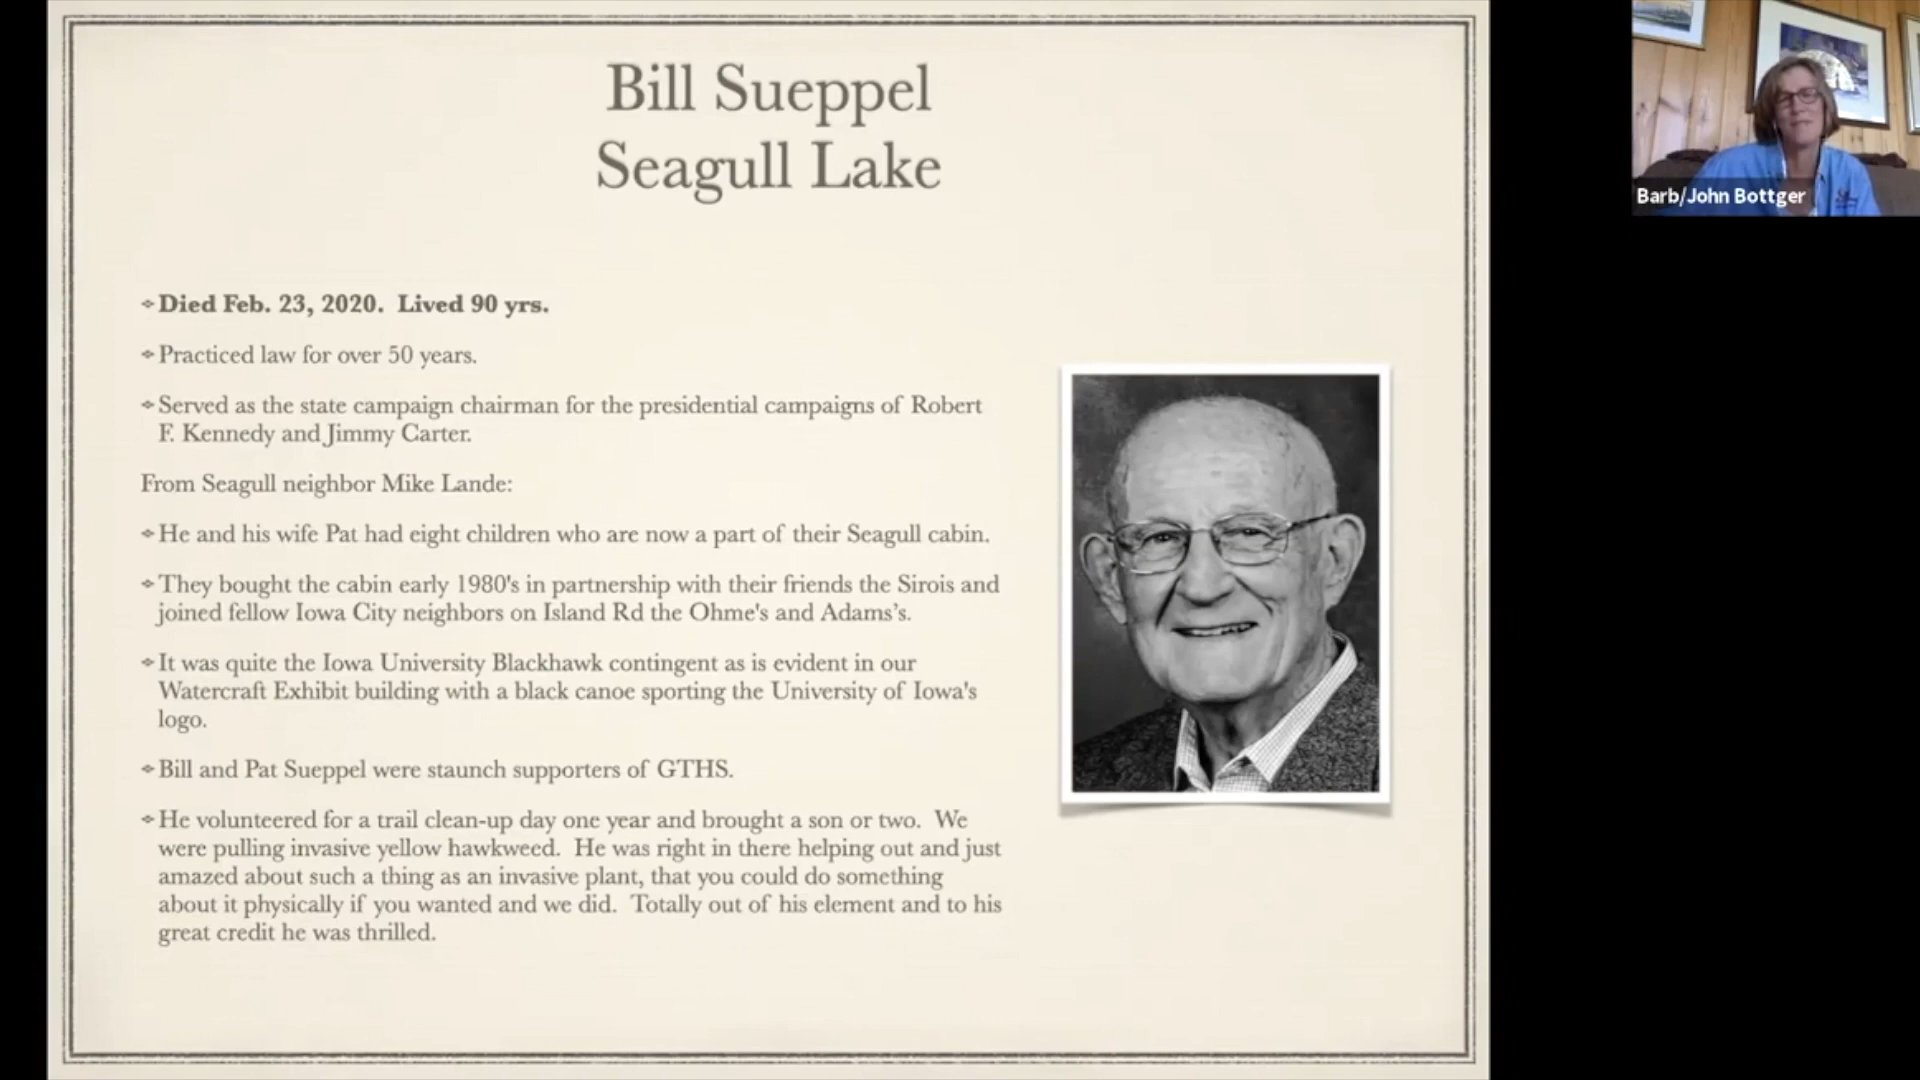 Bill Sueppel
Seagull Lake
Died Feb. 23, 2020. Lived 90 yrs.
Practiced law for over 50 years.
Served as the state campaign chairman for the presidential campaigns of Robert
F. Kennedy and Jimmy Carter.
From Seagull neighbor Mike Lande:
He and his wife Pat had eight children who are now a part of their Seagull cabin.
They bought the cabin early 1980's in partnership with their friends the Sirois and
joined fellow Iowa City neighbors on Island Rd the Ohme's and Adams's.
It was quite the Iowa University Blackhawk contingent as is evident in our
Watercraft Exhibit building with a black canoe sporting the University of Iowa's
logo.
Bill and Pat Sueppel were staunch supporters of GTHS.
He volunteered for a trail clean-up day one year and brought a son or two. We
were pulling invasive yellow hawkweed. He was right in there helping out and just
amazed about such a thing as an invasive plant, that you could do something
about it physically if you wanted and we did. Totally out of his element and to his
great credit he was thrilled.
Barb/John Bottger